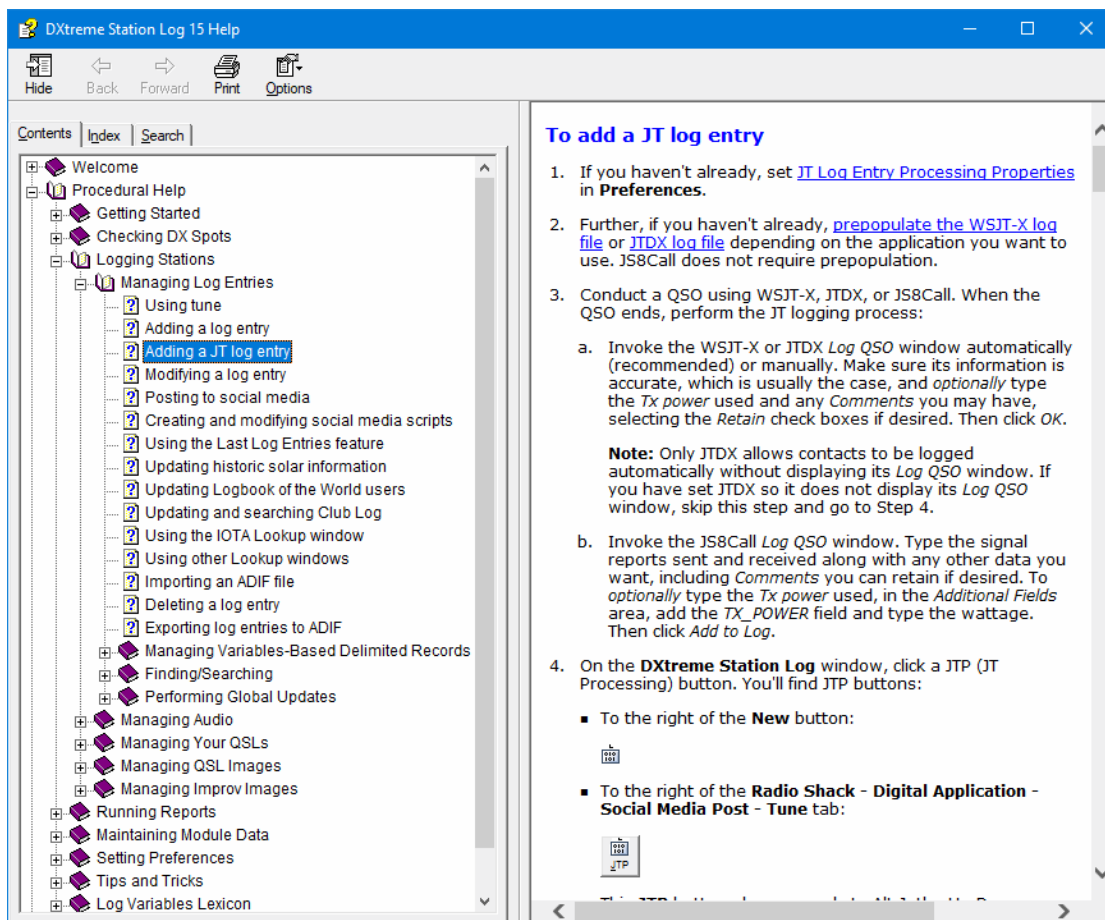 DXtreme Station Log 15 Help
Hide Back Forward Print Options
Contents Index Search
Welcome
Procedural Help
Getting Started
Checking DX Spots
Logging Stations
Managing Log Entries
Using tune
Adding a log entry
Adding a JT log entry
Modifying a log entry
Posting to social media
Creating and modifying social media scripts
Using the Last Log Entries feature
Updating historic solar information
Updating Logbook of the World users
Updating and searching Club Log
Using the IOTA Lookup window
Using other Lookup windows
Importing an ADIF file
Deleting a log entry
Exporting log entries to ADIF
Managing Variables-Based Delimited Records
Finding/Searching
Performing Global Updates
Managing Audio
Managing Your QSLs
Managing QSL Images
Managing Improv Images
Running Reports
Maintaining Module Data
Setting Preferences
Tips and Tricks
Log Variables Lexicon
To add a JT log entry
1. If you haven't already, set JT Log Entry Processing Properties
in Preferences.
2. Further, if you haven't already, prepopulate the WSJT-X log
file or JTDX log file depending on the application you want to
use. JS8Call does not require prepopulation.
3. Conduct a QSO using WSJT-X, JTDX, or JS8Call. When the
QSO ends, perform the JT logging process:
a. Invoke the WSJT-X or JTDX Log QSO window automatically
(recommended) or manually. Make sure its information is
accurate, which is usually the case, and optionally type
the Tx power used and any Comments you may have,
selecting the Retain check boxes if desired. Then click OK.
Note: Only JTDX allows contacts to be logged
automatically without displaying its Log QSO window. If
you have set JTDX so it does not display its Log QSO
window, skip this step and go to Step 4.
b. Invoke the JS8Call Log QSO window. Type the signal
reports sent and received along with any other data you
want, including Comments you can retain if desired. To
optionally type the Tx power used, in the Additional Fields
area, add the TX_POWER field and type the wattage.
Then click Add to Log.
4. On the DXtreme Station Log window, click a JTP (JT
Processing) button. You'll find JTP buttons:
▪ To the right of the New button:
▪ To the right of the Radio Shack - Digital Application -
Social Media Post - Tune tab:
JTP